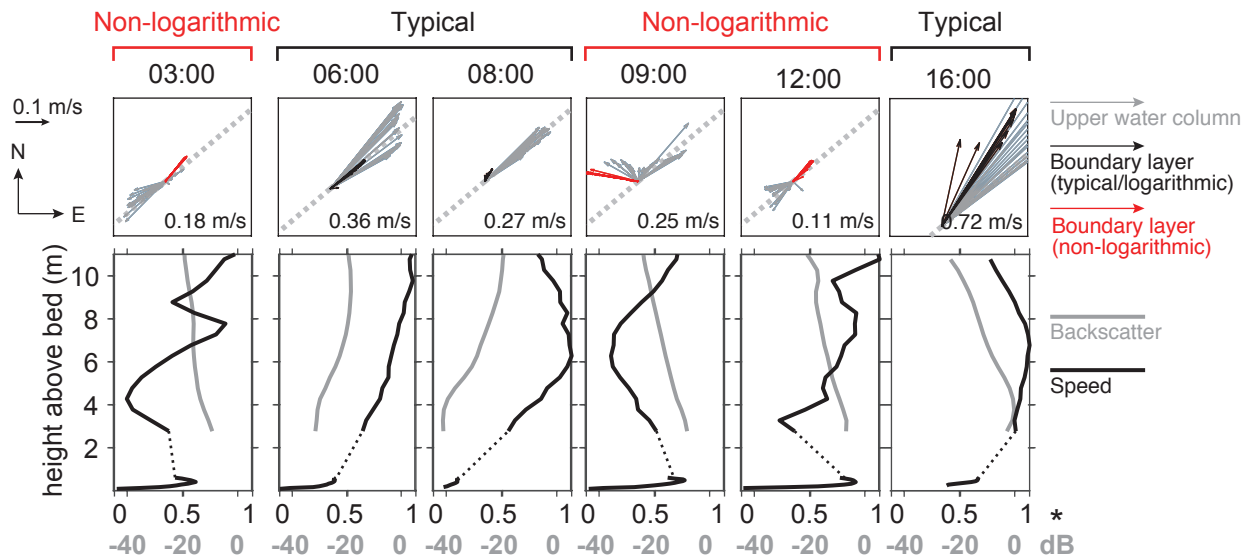 Non-logarithmic Typical Non-logarithmic Typical
03:00 06:00 08:00 09:00 12:00 16:00
0.1 m/s
N
E
0.18 m/s 0.36 m/s 0.27 m/s 0.25 m/s 0.11 m/s 0.72 m/s
Upper water column
Boundary layer
(typical/logarithmic)
Boundary layer
(non-logarithmic)
height above bed (m)
10
8
6
4
2
Backscatter
Speed
0 0.5 1 0 0.5 1 0 0.5 1 0 0.5 1 0 0.5 1 0 0.5 1 *
-40 -20 0 -40 -20 0 -40 -20 0 -40 -20 0 -40 -20 0 -40 -20 0 dB